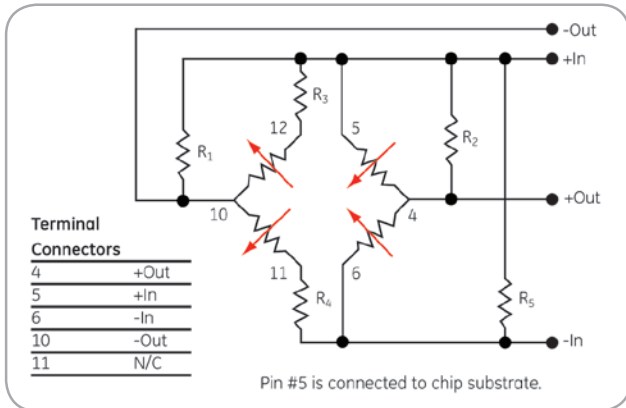 -Out
+In
R3
12
5
R1
R2
10
4
+Out
Terminal
Connectors
4 +Out
5 +In
6 -In
10 -Out
11 N/C
11
6
R4
R5
-In
Pin #5 is connected to chip substrate.